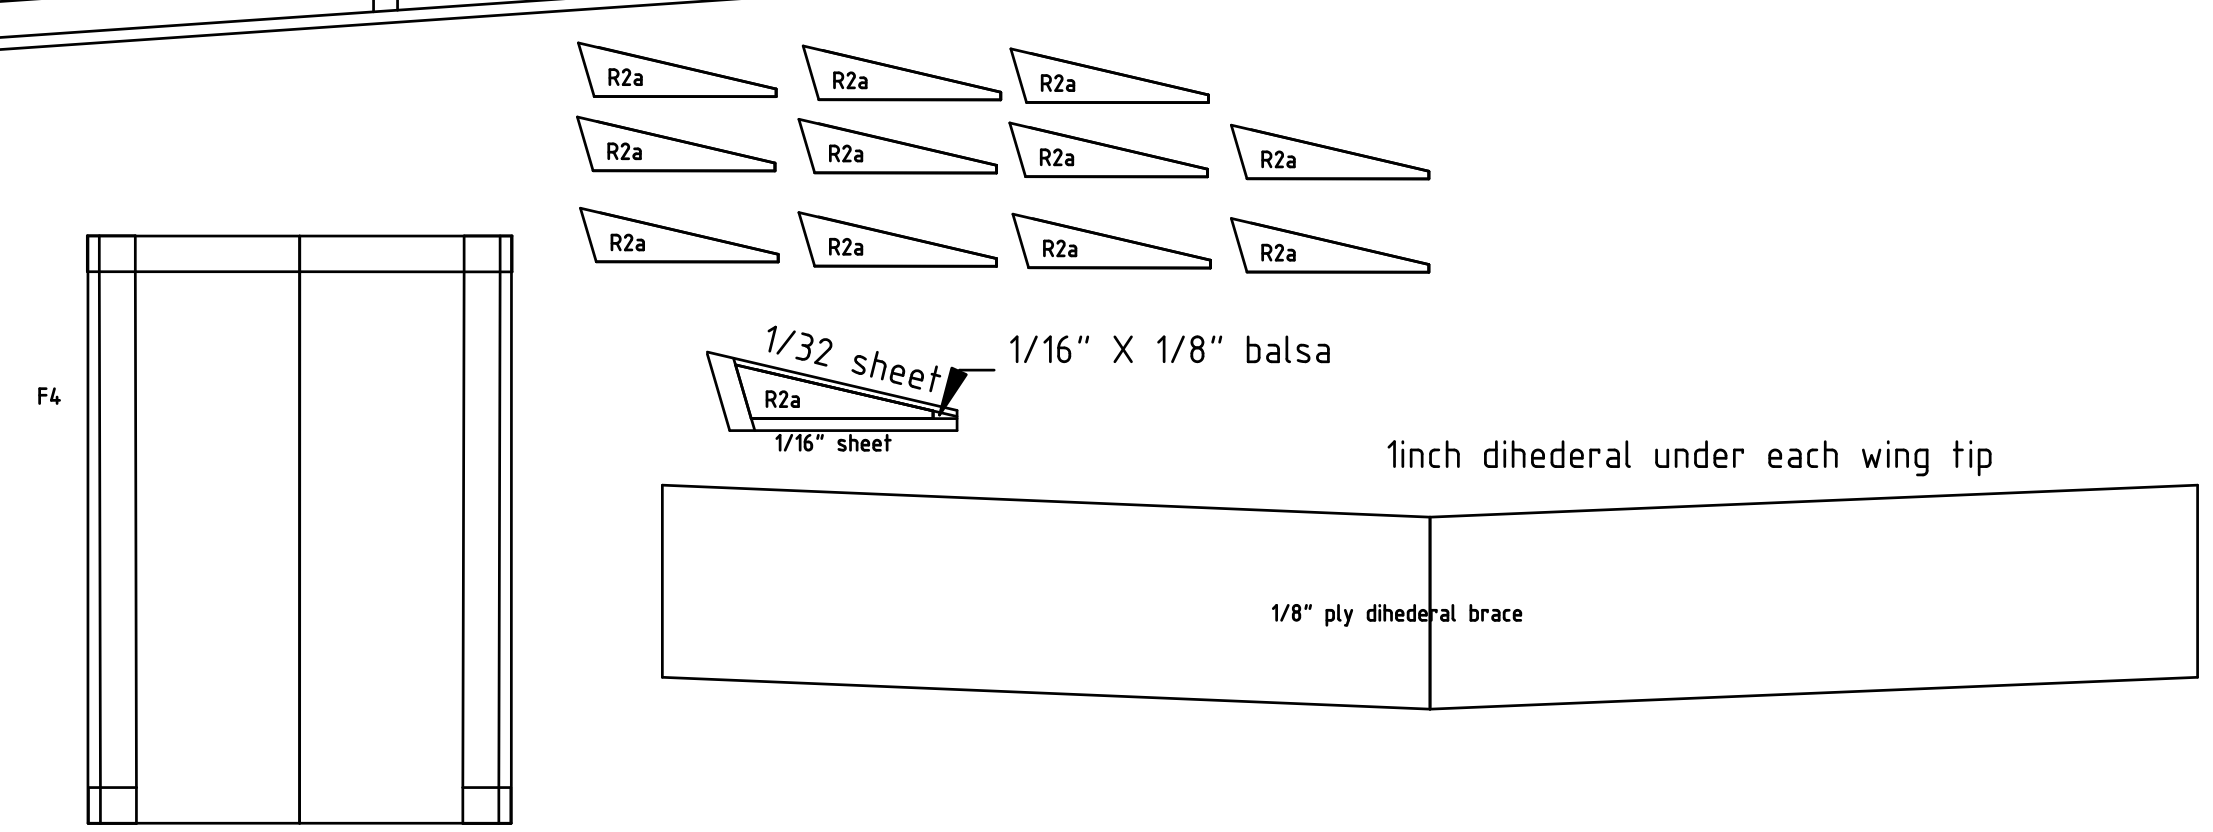 R2a R2a R2a
R2a R2a R2a R2a
R2a R2a R2a R2a
1/32 sheet
1/16" X 1/8" balsa
F4
R2a
1/16" sheet
1inch dihederal under each wing tip
1/8" ply dihederal brace